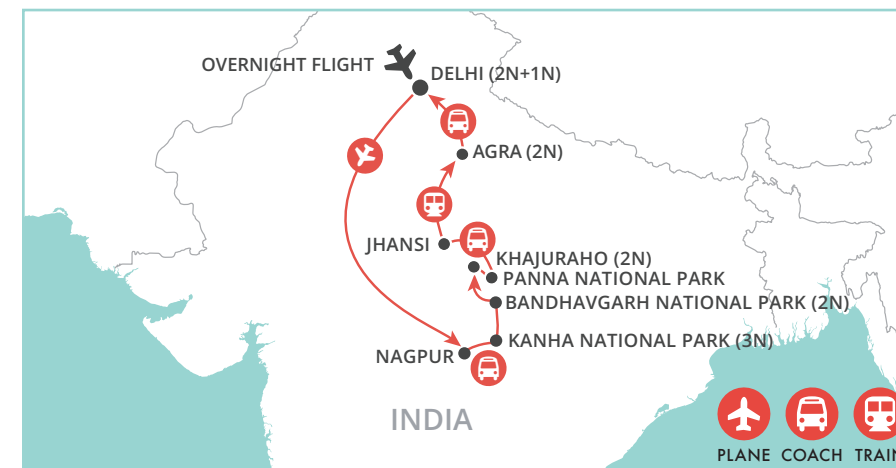 OVERNIGHT FLIGHT
DELHI (2N+1N)
AGRA (2N)
JHANSI
KHAJURAHO (2N)
PANNA NATIONAL PARK
BANDHAVGARH NATIONAL PARK (2N)
KANHA NATIONAL PARK (3N)
NAGPUR
INDIA
PLANE COACH TRAIN